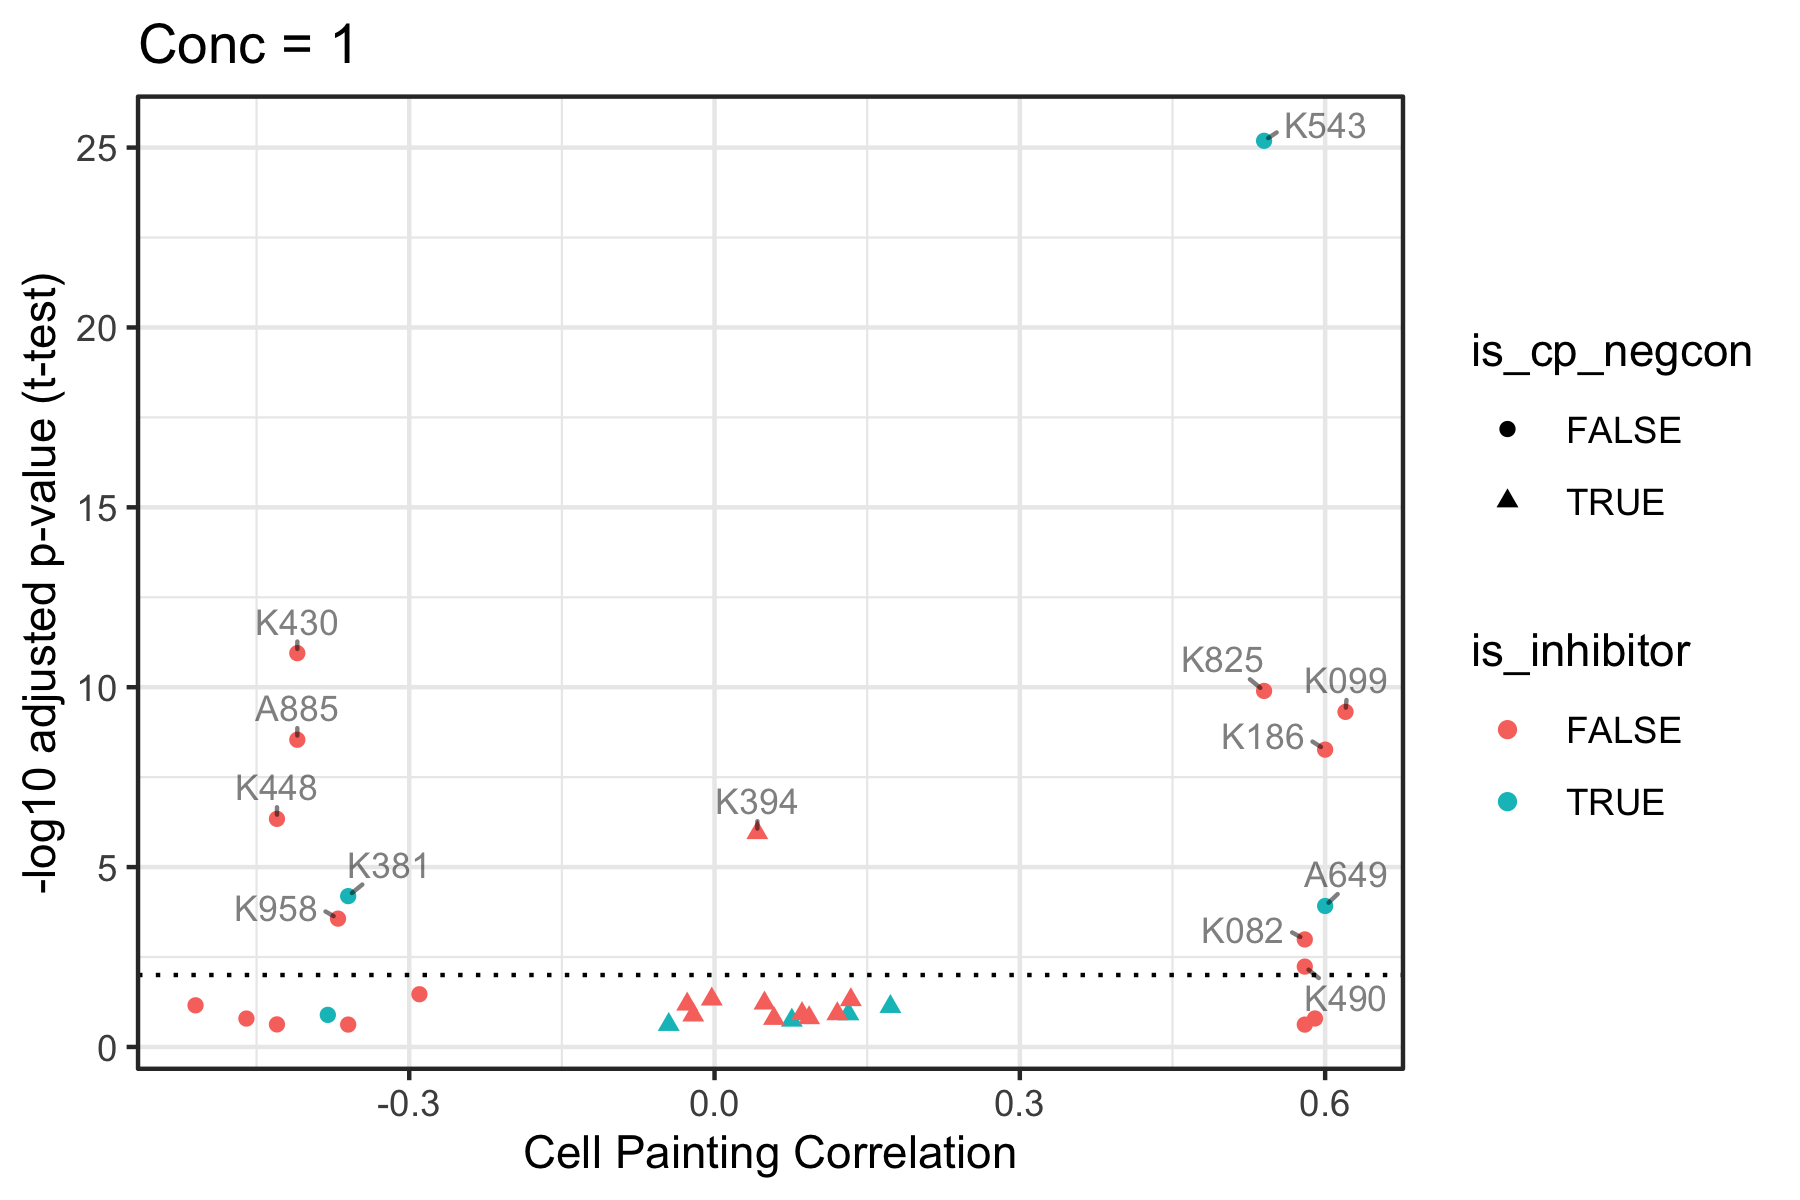 Conc = 1
-log10 adjusted p-value (t-test)
25
20
15
10
5
0
K543
K430
K825
K099
A885
K186
K448
K394
K381
A649
K958
K082
K490
-0.3
0.0
0.3
0.6
Cell Painting Correlation
is_cp_negcon
FALSE
TRUE
is_inhibitor
FALSE
TRUE